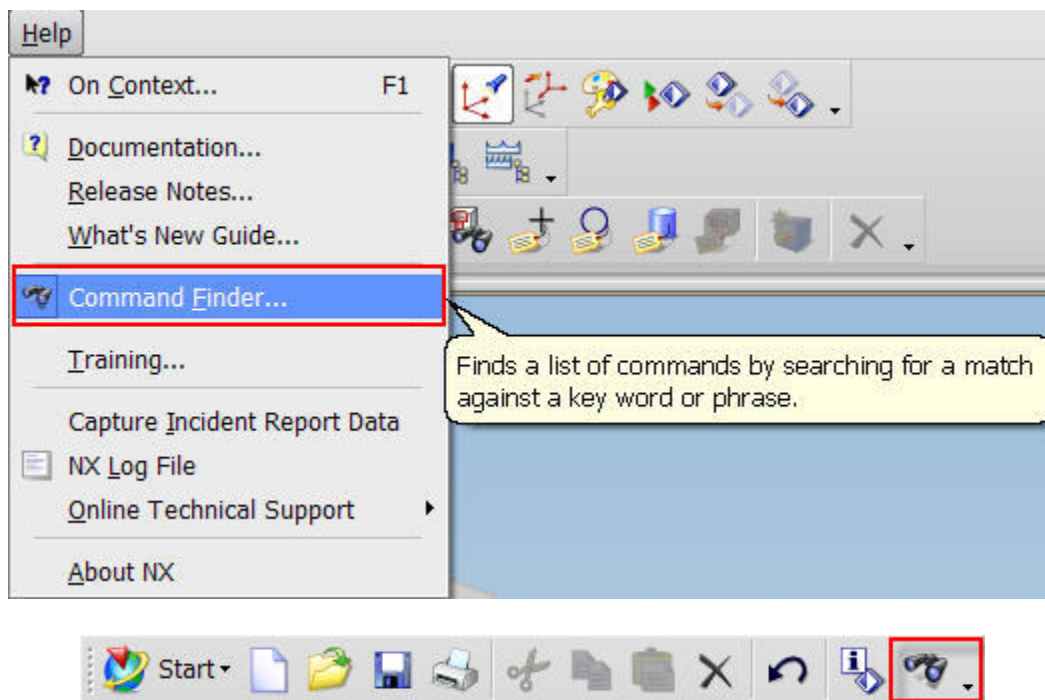 Help
On Context... F1
Documentation...
Release Notes...
What's New Guide...
Command Finder...
Training...
Finds a list of commands by searching for a match
against a key word or phrase.
Capture Incident Report Data
NX Log File
Online Technical Support
About NX
Start